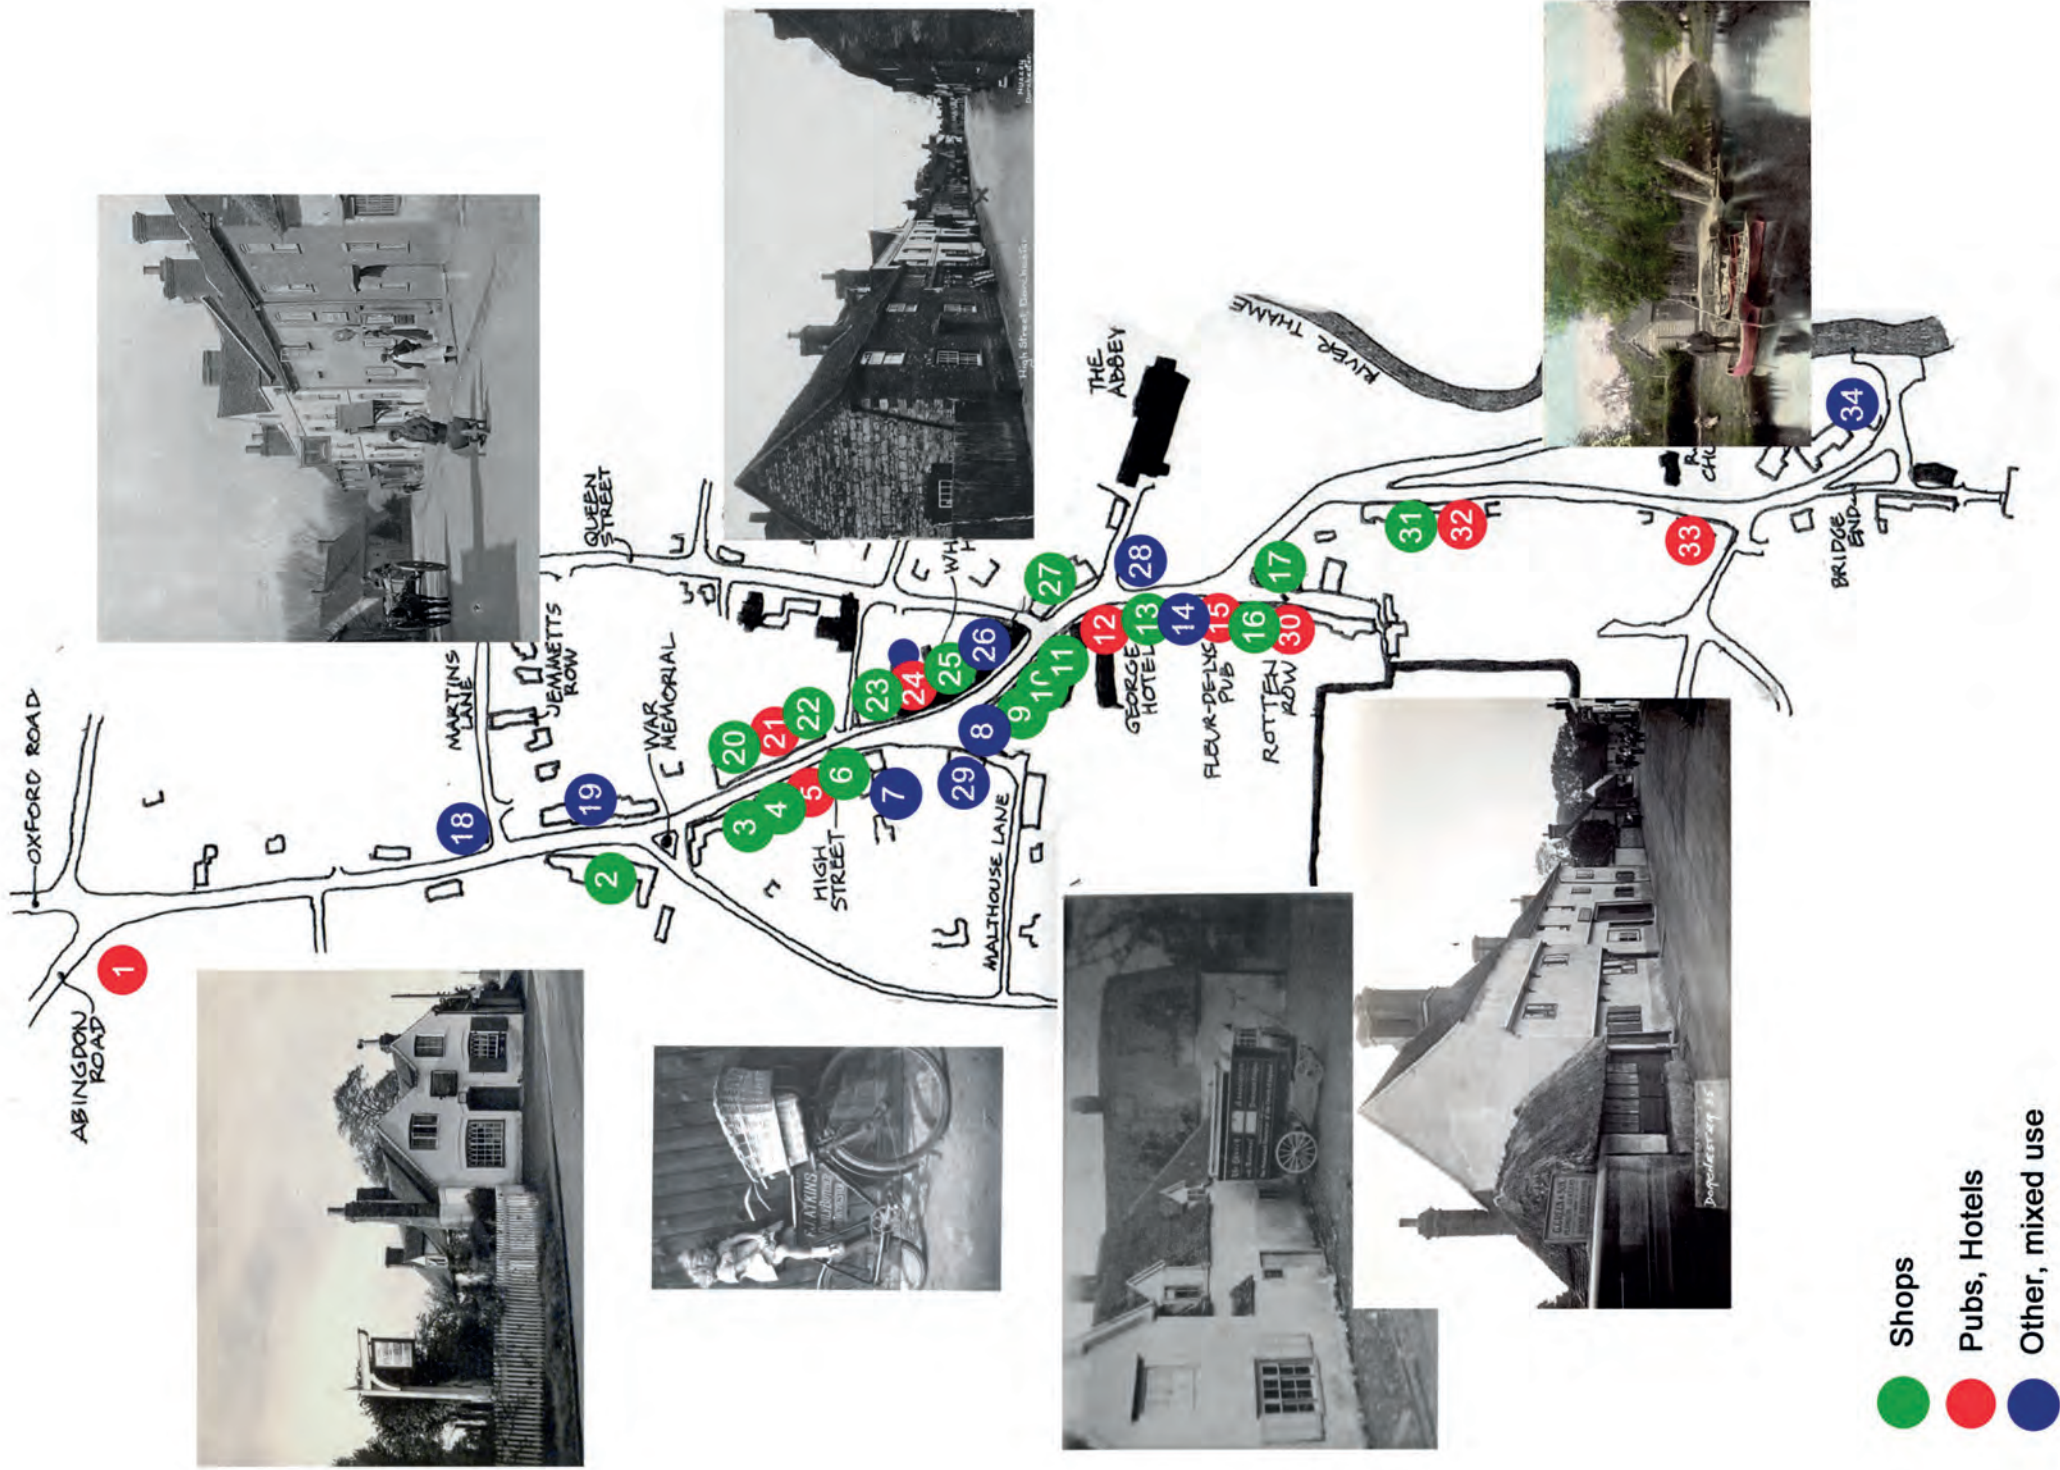 OXFORD ROAD
ABINGDON
ROAD
1
MARTINS
LANE
18
JEMMETTS
ROW
19
2
QUEEN
STREET
WAR
MEMORIAL
20
21
22
3
4
5
6
7
HIGH
STREET
23
24
25
26
8
29
9
10
11
MALTHOUSE LANE
27
28
THE
ABBEY
12
13
14
15
16
17
30
GEORGE
HOTEL
FLEUR-DE-LYS
PUB
ROTTEN
ROW
RIVER THAME
31
32
33
34
BRIDGE
END
High Street Dorchester
Shops
Pubs, Hotels
Other, mixed use